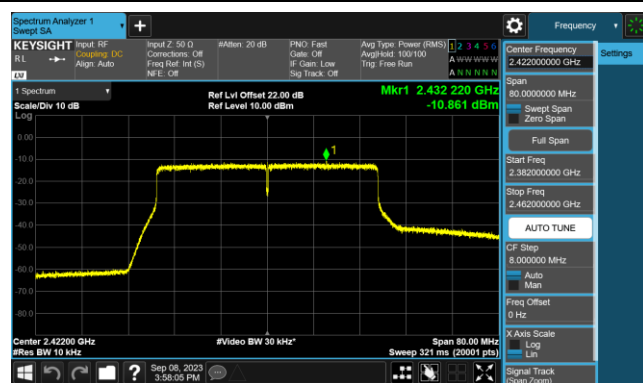 Spectrum Analyzer 1
Swept SA
+
Frequency
KEYSIGHT
RL
LXI
Input: RF
Coupling: DC
Align: Auto
Input Z: 50 Ω
Corrections: Off
Freq Ref: Int (S)
NFE: Off
#Atten: 20 dB
PNO: Fast
Gate: Off
IF Gain: Low
Sig Track: Off
Avg Type: Power (RMS)
Avg|Hold: 100/100
Trig: Free Run
1 2 3 4 5 6
A W W W W W
A N N N N N
1 Spectrum
Scale/Div 10 dB
Log
Ref Lvl Offset 22.00 dB
Ref Level 10.00 dBm
Mkr1 2.432 220 GHz
-10.861 dBm
0.00
-10.0
-20.0
-30.0
-40.0
-50.0
-60.0
-70.0
-80.0
1
Center 2.42200 GHz
#Res BW 10 kHz
#Video BW 30 kHz*
Span 80.00 MHz
Sweep 321 ms (20001 pts)
?
Sep 08, 2023
3:58:05 PM
Center Frequency
2.422000000 GHz
Settings
Span
80.0000000 MHz
Swept Span
Zero Span
Full Span
Start Freq
2.382000000 GHz
Stop Freq
2.462000000 GHz
AUTO TUNE
CF Step
8.000000 MHz
Auto
Man
Freq Offset
0 Hz
X Axis Scale
Log
Lin
Signal Track
(Span Zoom)